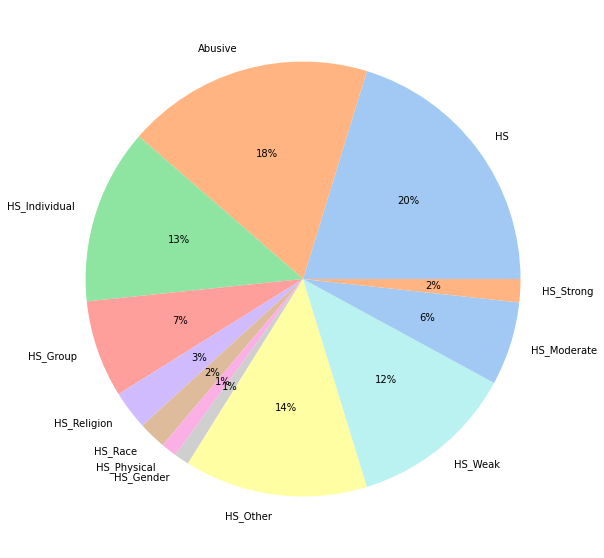 Abusive
HS
18%
20%
HS_Individual
13%
2%
HS_Strong
7%
6%
HS_Group
HS_Moderate
3%
2%
1%
1%
12%
14%
HS_Religion
HS_Race
HS_Physical
HS_Gender
HS_Weak
HS_Other